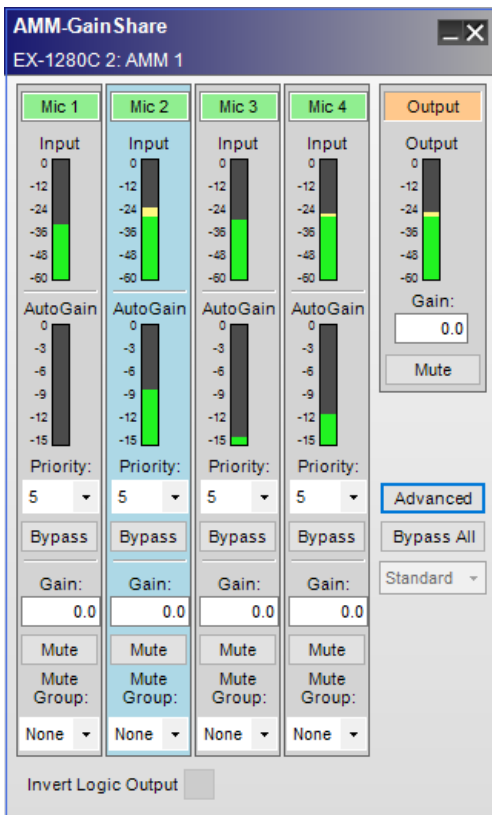 AMM-GainShare
EX-1280C 2: AMM 1
Mic 1 Mic 2 Mic 3 Mic 4 Output
Input Input Input Input Output
0 0 0 0 0
-12 -12 -12 -12 -12
-24 -24 -24 -24 -24
-36 -36 -36 -36 -36
-48 -48 -48 -48 -48
-60 -60 -60 -60 -60
AutoGain AutoGain AutoGain AutoGain Gain:
0 0 0 0 0.0
-3 -3 -3 -3
-6 -6 -6 -6 Mute
-9 -9 -9 -9
-12 -12 -12 -12
-15 -15 -15 -15
Priority: Priority: Priority: Priority:
5 5 5 5 Advanced
Bypass Bypass Bypass Bypass Bypass All
Gain: Gain: Gain: Gain: Standard
0.0 0.0 0.0 0.0
Mute Mute Mute Mute
Mute Mute Mute Mute
Group: Group: Group: Group:
None None None None
Invert Logic Output